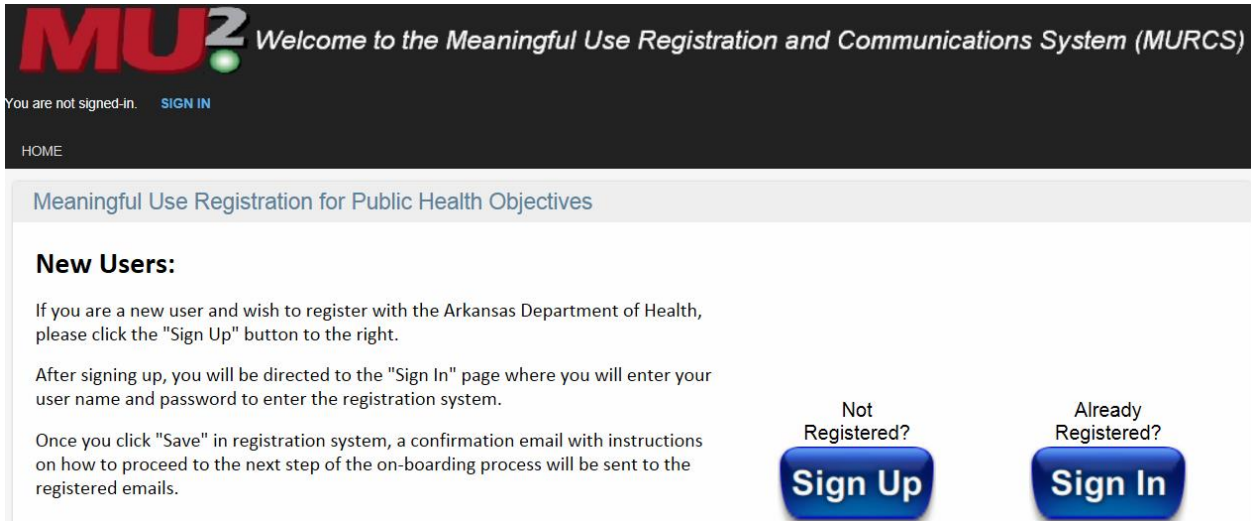 MU2 Welcome to the Meaningful Use Registration and Communications System (MURCS)
You are not signed-in. SIGN IN
HOME
Meaningful Use Registration for Public Health Objectives
New Users:
If you are a new user and wish to register with the Arkansas Department of Health,
please click the "Sign Up" button to the right.
After signing up, you will be directed to the "Sign In" page where you will enter your
user name and password to enter the registration system.
Once you click "Save" in registration system, a confirmation email with instructions
on how to proceed to the next step of the on-boarding process will be sent to the
registered emails.
Not
Registered?
Sign Up
Already
Registered?
Sign In